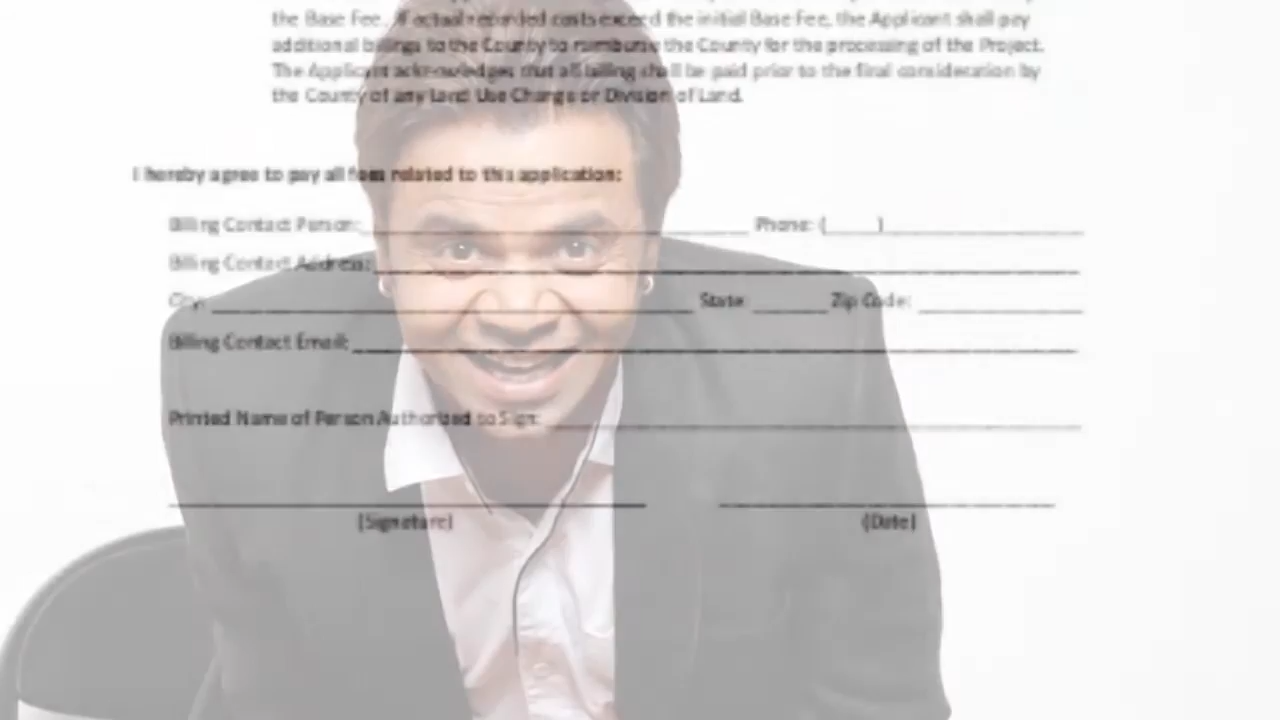 the Base Fee. If actual recorded costs exceed the initial Base Fee, the Applicant shall pay
additional billings to the County to reimburse the County for the processing of the Project.
The Applicant acknowledges that all billing shall be paid prior to the final consideration by
the County of any Land Use Change or Division of Land.
I hereby agree to pay all fees related to this application:
Billing Contact Person: Phone: ( )
Billing Contact Address:
City: State: Zip Code:
Billing Contact Email:
Printed Name of Person Authorized to Sign:
(Signature) (Date)